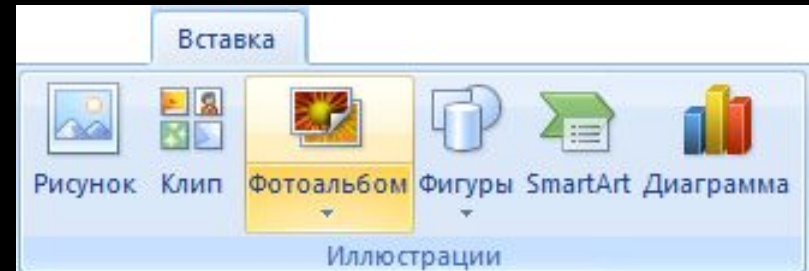 Вставка
Рисунок Клип Фотоальбом Фигуры SmartArt Диаграмма
Иллюстрации